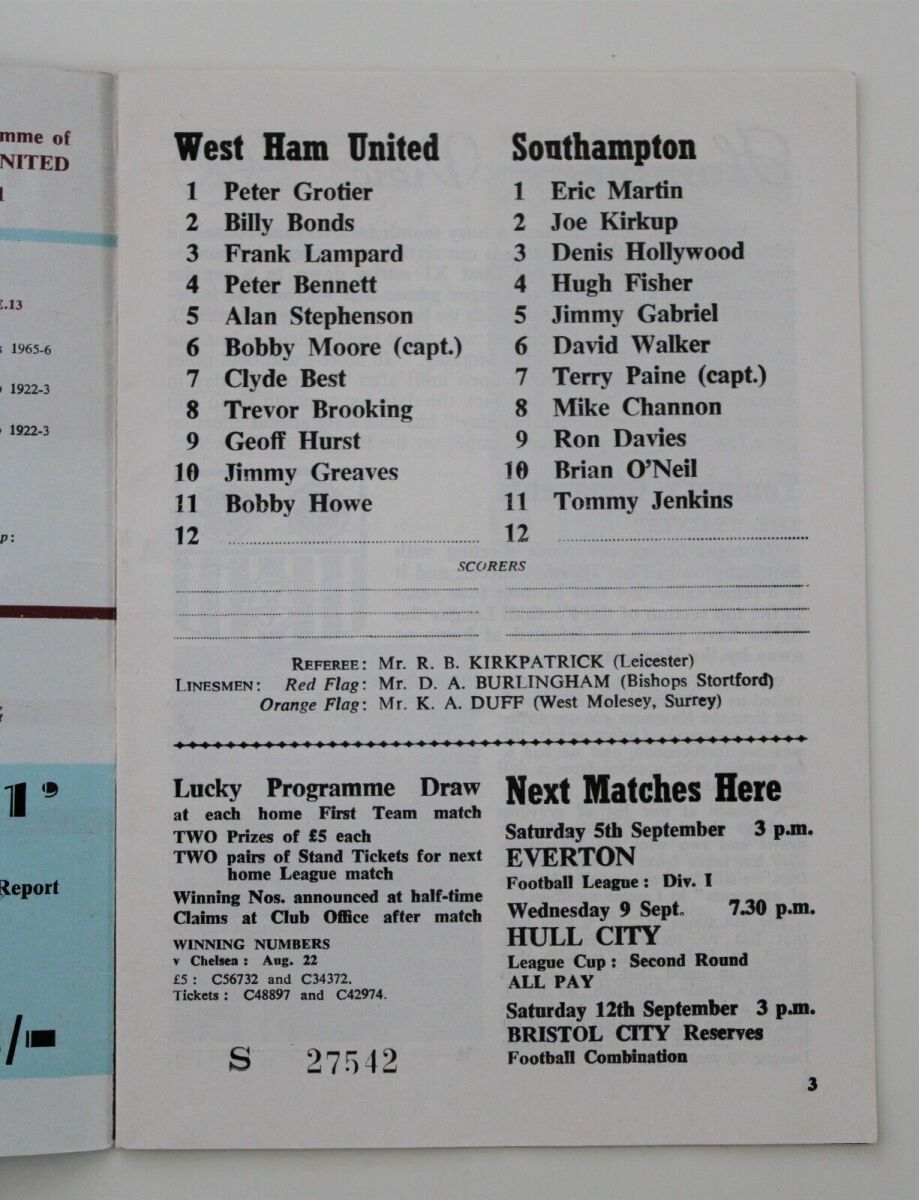 mme of
NITED
E.13
1965-6
1922-3
1922-3
p:
1'
Report
/-
West Ham United
1 Peter Grotier
2 Billy Bonds
3 Frank Lampard
4 Peter Bennett
5 Alan Stephenson
6 Bobby Moore (capt.)
7 Clyde Best
8 Trevor Brooking
9 Geoff Hurst
10 Jimmy Greaves
11 Bobby Howe
12
Southampton
1 Eric Martin
2 Joe Kirkup
3 Denis Hollywood
4 Hugh Fisher
5 Jimmy Gabriel
6 David Walker
7 Terry Paine (capt.)
8 Mike Channon
9 Ron Davies
10 Brian O'Neil
11 Tommy Jenkins
12
SCORERS
REFEREE: Mr. R. B. KIRKPATRICK (Leicester)
LINESMEN: Red Flag: Mr. D. A. BURLINGHAM (Bishops Stortford)
Orange Flag: Mr. K. A. DUFF (West Molesey, Surrey)
Lucky Programme Draw
at each home First Team match
TWO Prizes of £5 each
TWO pairs of Stand Tickets for next
home League match
Winning Nos. announced at half-time
Claims at Club Office after match
WINNING NUMBERS
v Chelsea: Aug. 22
£5: C56732 and C34372.
Tickets: C48897 and C42974.
S 27542
Next Matches Here
Saturday 5th September 3 p.m.
EVERTON
Football League: Div. I
Wednesday 9 Sept. 7.30 p.m.
HULL CITY
League Cup: Second Round
ALL PAY
Saturday 12th September 3 p.m.
BRISTOL CITY Reserves
Football Combination
3